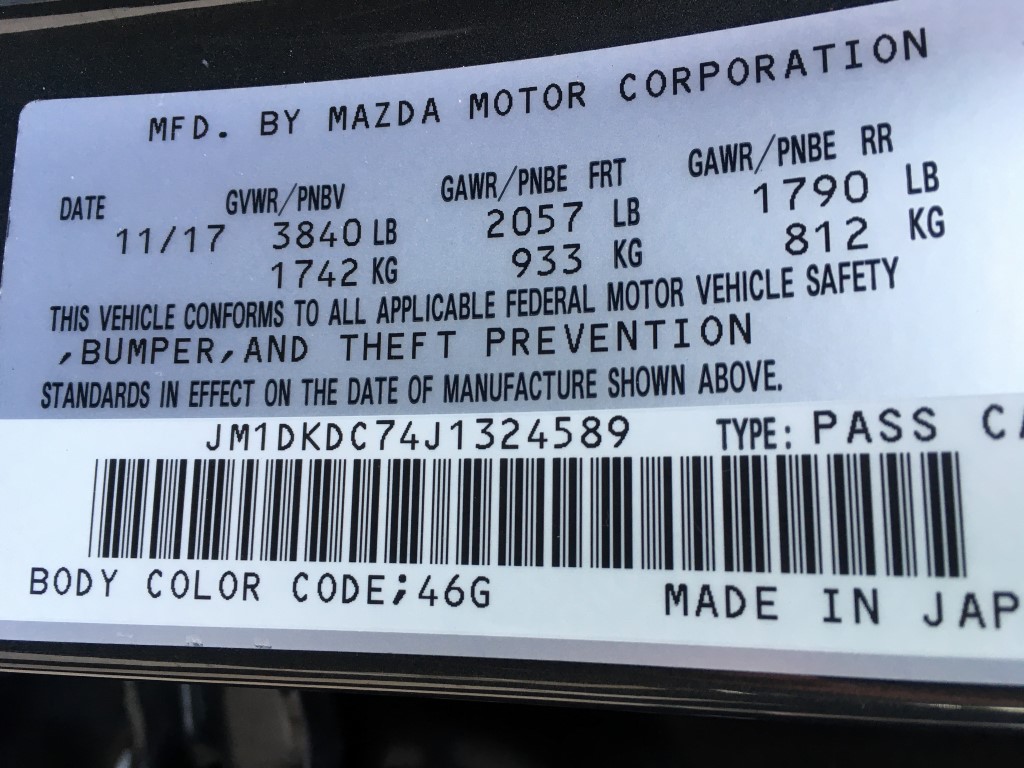 MFD. BY MAZDA MOTOR CORPORATION
DATE GVWR/PNBV GAWR/PNBE FRT GAWR/PNBE RR
11/17 3840 LB 2057 LB 1790 LB
1742 KG 933 KG 812 KG
THIS VEHICLE CONFORMS TO ALL APPLICABLE FEDERAL MOTOR VEHICLE SAFETY
,BUMPER,AND THEFT PREVENTION
STANDARDS IN EFFECT ON THE DATE OF MANUFACTURE SHOWN ABOVE.
JM1DKDC74J1324589 TYPE: PASS CA
BODY COLOR CODE;46G MADE IN JAP